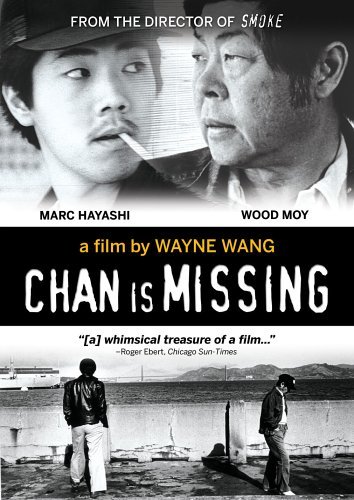 FROM THE DIRECTOR OF SMOKE
MARC HAYASHI
WOOD MOY
a film by WAYNE WANG
CHAN IS MISSING
“[a] whimsical treasure of a film...”
–Roger Ebert, Chicago Sun-Times